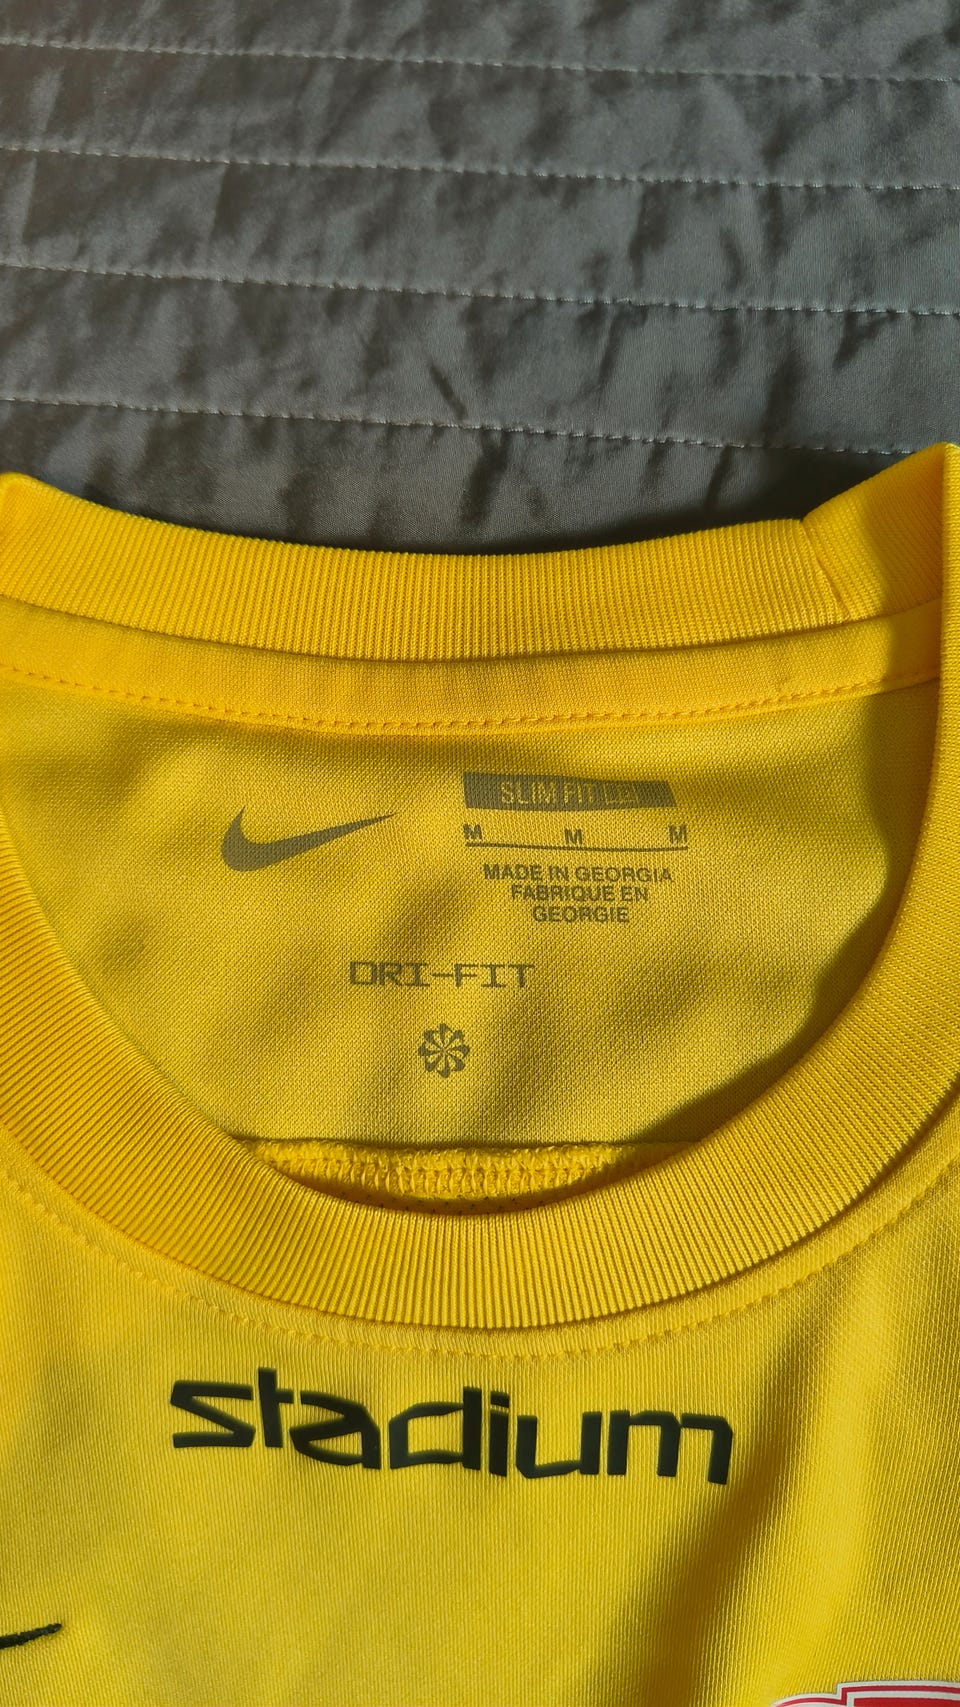 SLIM FIT
M M M
MADE IN GEORGIA
FABRIQUE EN
GEORGIE
DRI-FIT
stadium